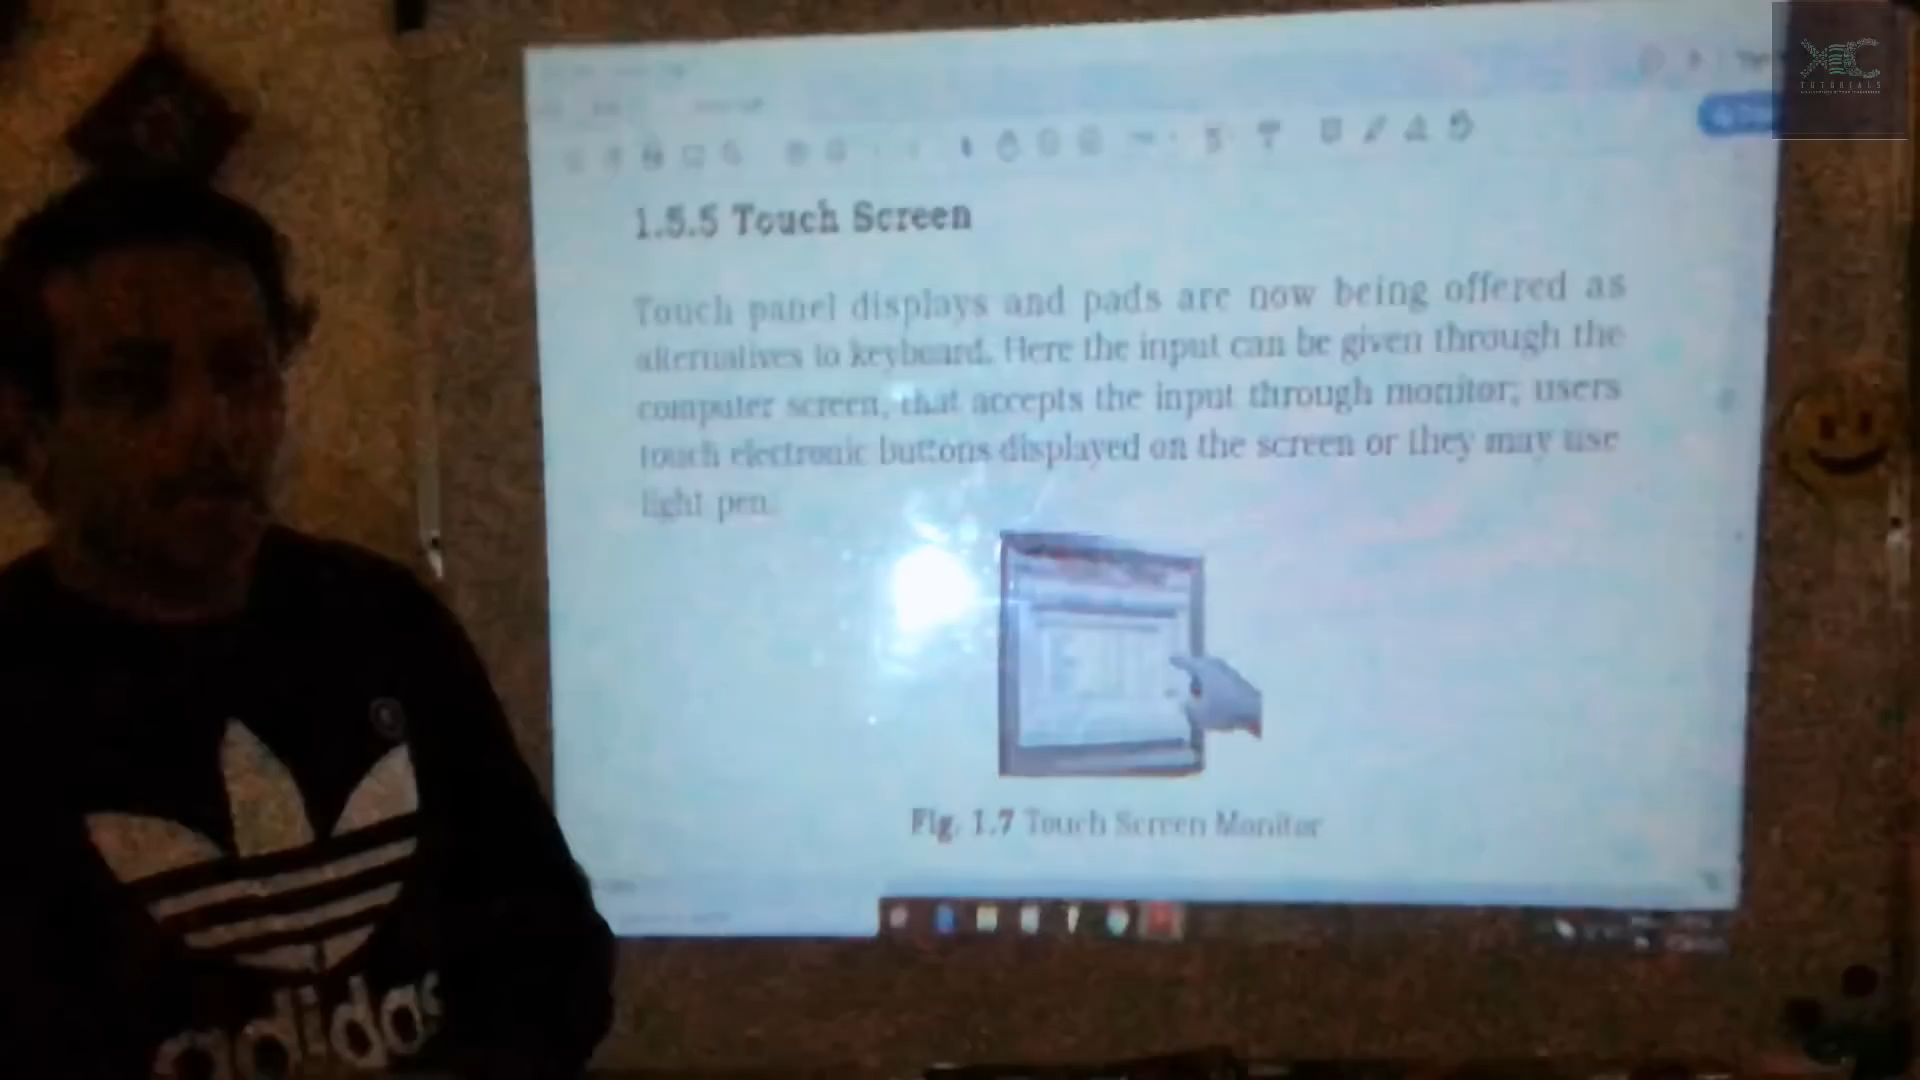 1.5.5 Touch Screen
Touch panel displays and pads are now being offered as
alternatives to keyboard. Here the input can be given through the
computer screen, that accepts the input through monitor; users
touch electronic buttons displayed on the screen or they may use
light pen.
Fig. 1.7 Touch Screen Monitor
adidas
TUTORIALS